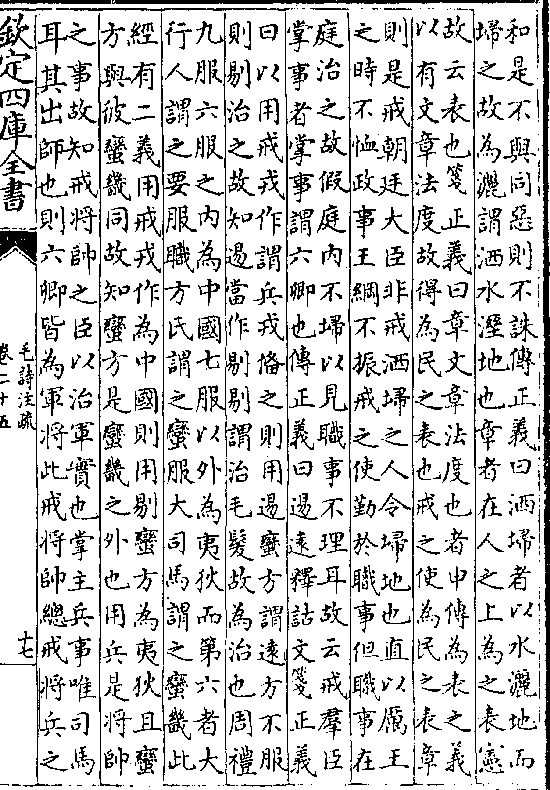 和是不與同惡則不誅傳正義曰洒埽者以水灑地而
埽之故為灑謂洒水溼地也章者在人之上為之表憲
故云表也箋正義曰章文章法度也者申傳為表之義
以有文章法度故得為民之表也戒之使為民之表章
則是戒朝廷大臣非戒洒埽之人令埽地也直以厲王
之時不恤政事王綱不振戒之使勤於職事但職事在
庭治之故假庭内不埽以見職事不理耳故云戒羣臣
掌事者掌事謂六卿也傳正義曰逷遠釋詁文箋正義
曰以用戒戎作謂兵戎俻之則用逷蠻方謂遠方不服
則剔治之故知逷當作剔剔謂治毛髮故為治也周禮
九服六服之内為中國七服以外為夷狄而第六者大
行人謂之要服職方氏謂之蠻服大司馬謂之蠻畿此
經有二義用戒戎作為中國則用剔蠻方為夷狄且蠻
方與彼蠻畿同故知蠻方是蠻畿之外也用兵是將帥
之事故知戒將帥之臣以治軍實也掌主兵事唯司馬
耳其出師也則六卿皆為軍將此戒將帥總戒將兵之
欽定四庫全書
毛詩注疏
卷二十五
十七